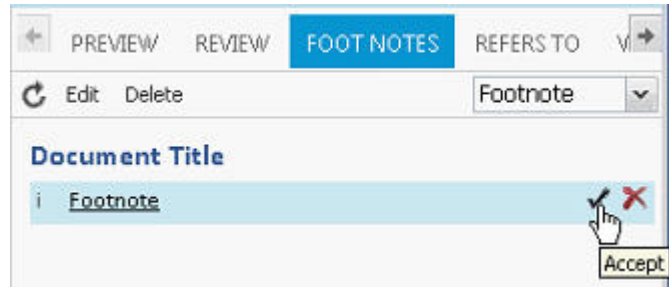 PREVIEW REVIEW FOOT NOTES REFERS TO
Edit Delete Footnote
Document Title
i Footnote
Accept